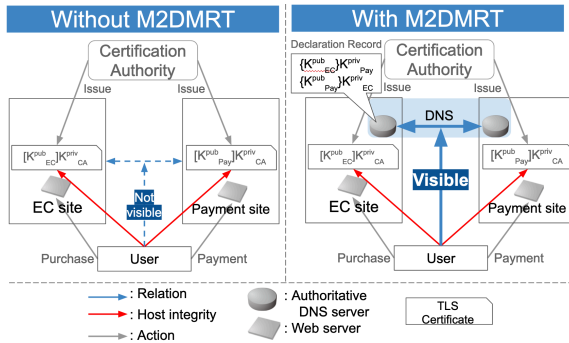 Without M2DMRT
Certification
Authority
Issue
Issue
[K^pub_EC]K^priv_CA
[K^pub_Pay]K^priv_CA
Not
visible
EC site
Payment site
Purchase
User
Payment
With M2DMRT
Declaration Record
{K^pub_EC}K^priv_Pay
{K^pub_Pay}K^priv_EC
Certification
Authority
Issue
Issue
DNS
[K^pub_EC]K^priv_CA
[K^pub_Pay]K^priv_CA
Visible
EC site
Payment site
Purchase
User
Payment
: Relation
: Host integrity
: Action
: Authoritative
DNS server
: Web server
TLS
Certificate